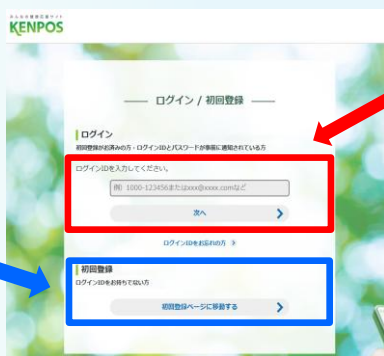 みんなの健康応援サイト
KENPOS
ログイン / 初回登録
ログイン
初回登録がお済みの方・ログインIDとパスワードが事前に通知されている方
ログインIDを入力してください。
例）1000-123456またはxxx@xxxx.comなど
次へ
ログインIDをお忘れの方
初回登録
ログインIDをお持ちでない方
初回登録ページに移動する